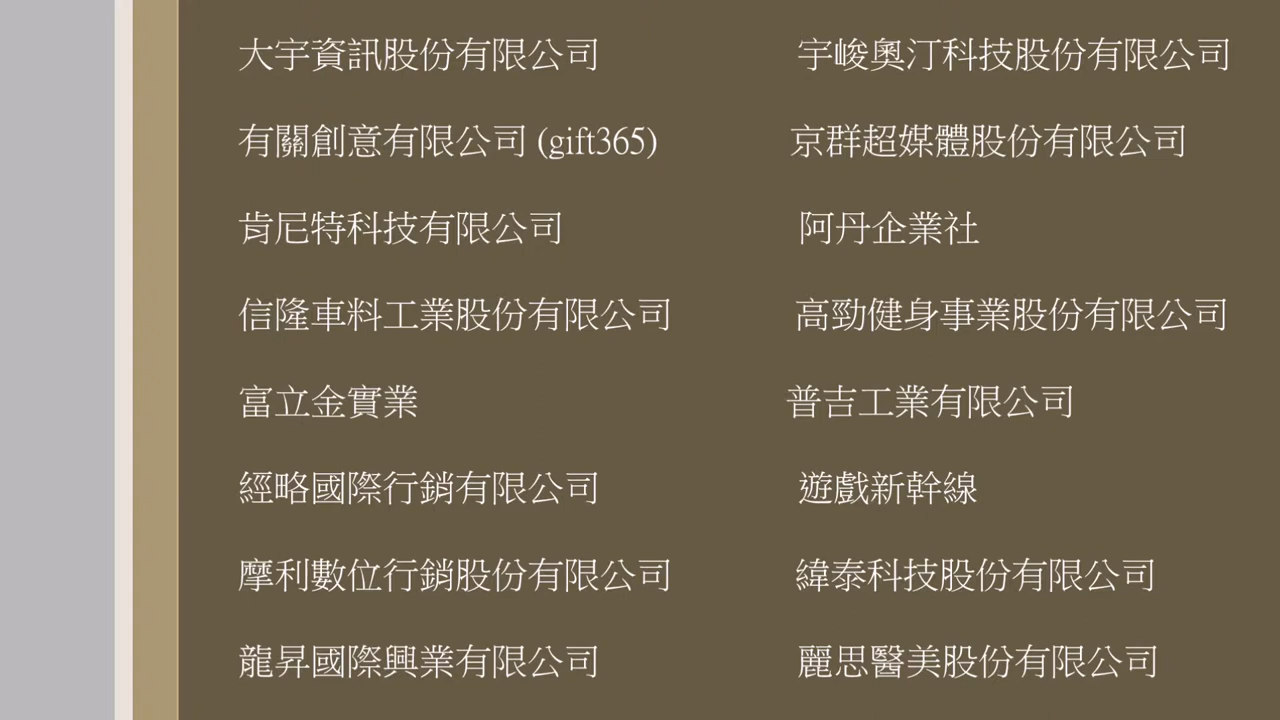 大宇資訊股份有限公司 宇峻奧汀科技股份有限公司
有關創意有限公司 (gift365) 京群超媒體股份有限公司
肯尼特科技有限公司 阿丹企業社
信隆車料工業股份有限公司 高勁健身事業股份有限公司
富立金實業 普吉工業有限公司
經略國際行銷有限公司 遊戲新幹線
摩利數位行銷股份有限公司 緯泰科技股份有限公司
龍昇國際興業有限公司 麗思醫美股份有限公司